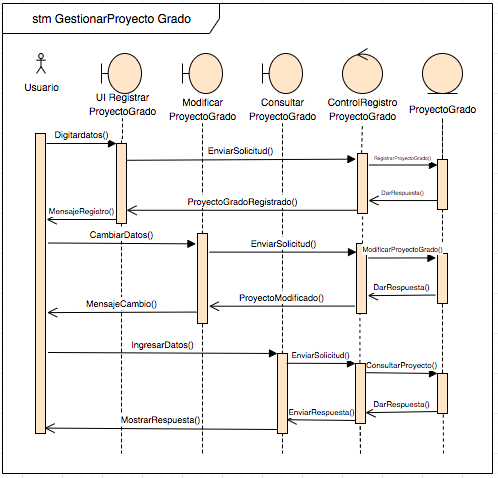 stm GestionarProyecto Grado
Usuario
UI Registrar
ProyectoGrado
Modificar
ProyectoGrado
Consultar
ProyectoGrado
ControlRegistro
ProyectoGrado
ProyectoGrado
Digitardatos()
EnviarSolicitud()
RegistrarProyectoGrado()
DarRespuesta()
ProyectoGradoRegistrado()
MensajeRegistro()
CambiarDatos()
EnviarSolicitud()
ModificarProyectoGrado()
DarRespuesta()
ProyectoModificado()
MensajeCambio()
IngresarDatos()
EnviarSolicitud()
ConsultarProyecto()
DarRespuesta()
EnviarRespuesta()
MostrarRespuesta()